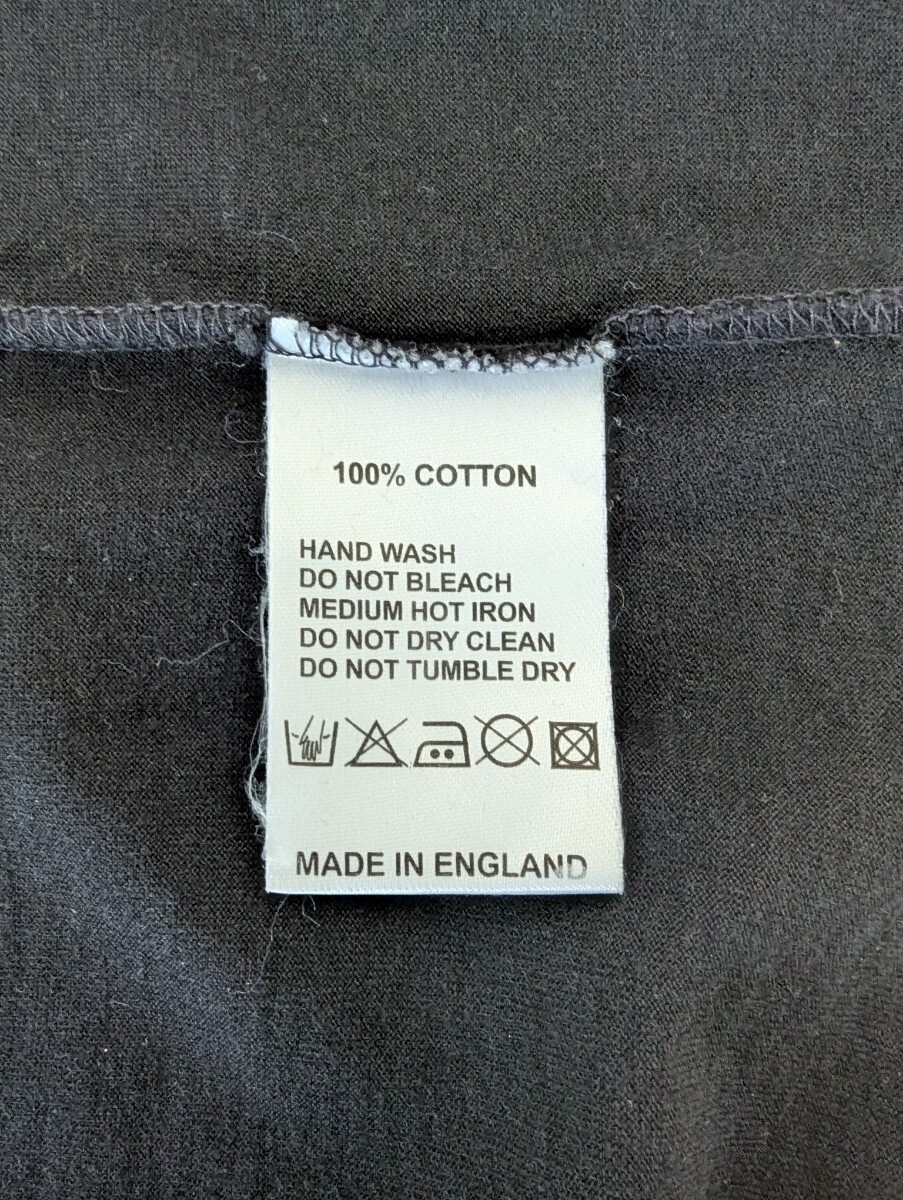 100% COTTON
HAND WASH
DO NOT BLEACH
MEDIUM HOT IRON
DO NOT DRY CLEAN
DO NOT TUMBLE DRY
MADE IN ENGLAND